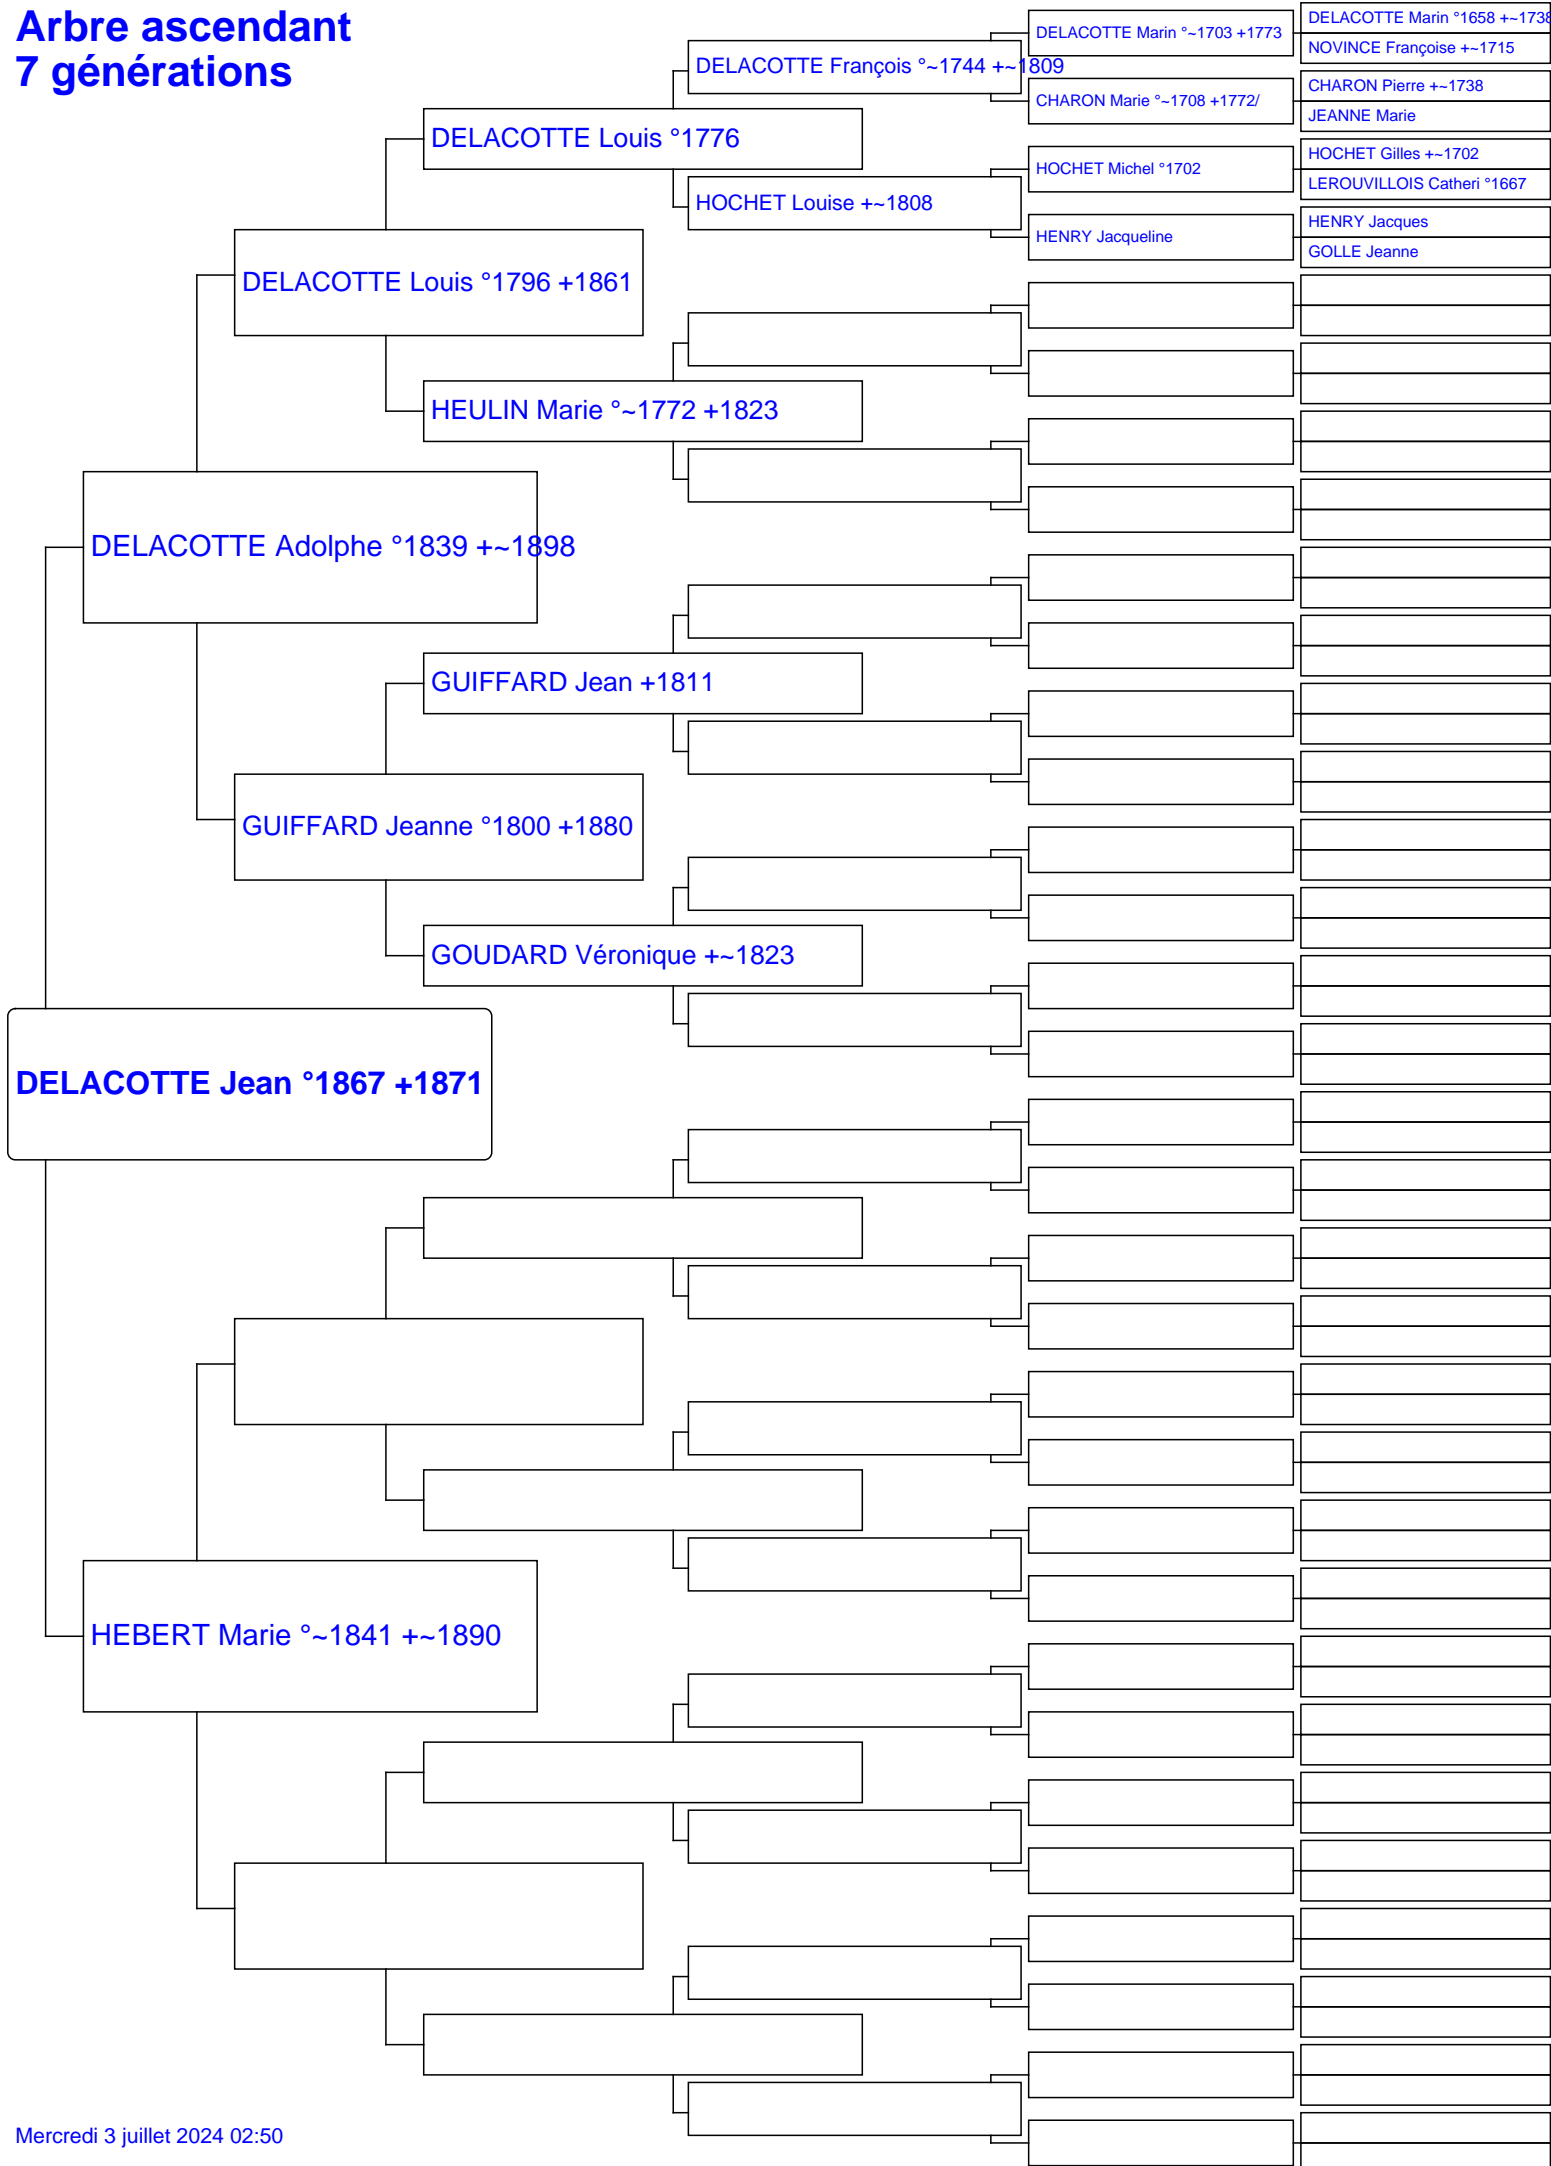 Arbre ascendant
7 générations
DELACOTTE Marin °1658 +~1738
DELACOTTE Marin °~1703 +1773
NOVINCE Françoise +~1715
DELACOTTE François °~1744 +~1809
CHARON Pierre +~1738
CHARON Marie °~1708 +1772/
JEANNE Marie
DELACOTTE Louis °1776
HOCHET Gilles +~1702
HOCHET Michel °1702
LEROUVILLOIS Catheri °1667
HOCHET Louise +~1808
HENRY Jacques
HENRY Jacqueline
GOLLE Jeanne
DELACOTTE Louis °1796 +1861
HEULIN Marie °~1772 +1823
DELACOTTE Adolphe °1839 +~1898
GUIFFARD Jean +1811
GUIFFARD Jeanne °1800 +1880
GOUDARD Véronique +~1823
DELACOTTE Jean °1867 +1871
HEBERT Marie °~1841 +~1890
Mercredi 3 juillet 2024 02:50